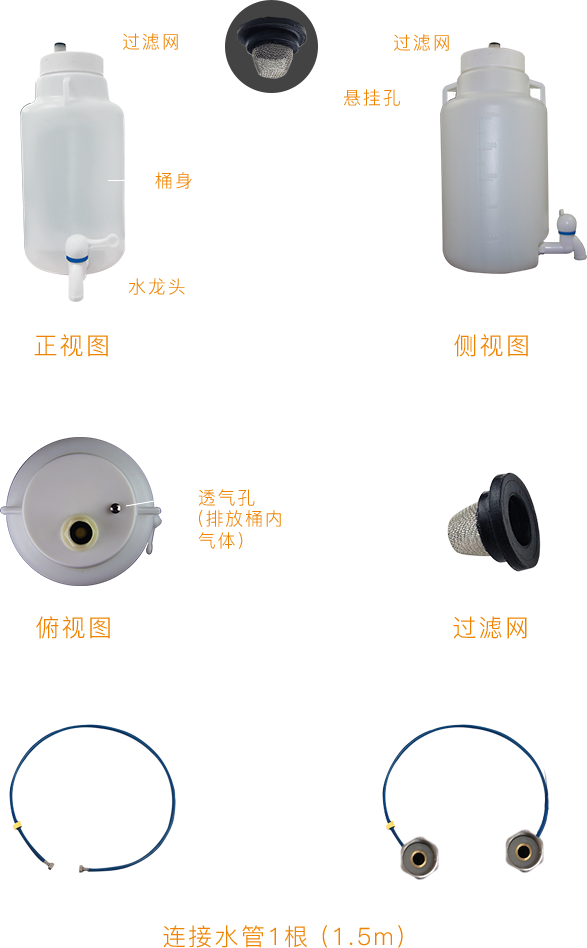 过滤网
过滤网
悬挂孔
桶身
水龙头
正视图
侧视图
透气孔
(排放桶内
气体)
俯视图
过滤网
连接水管1根 (1.5m)